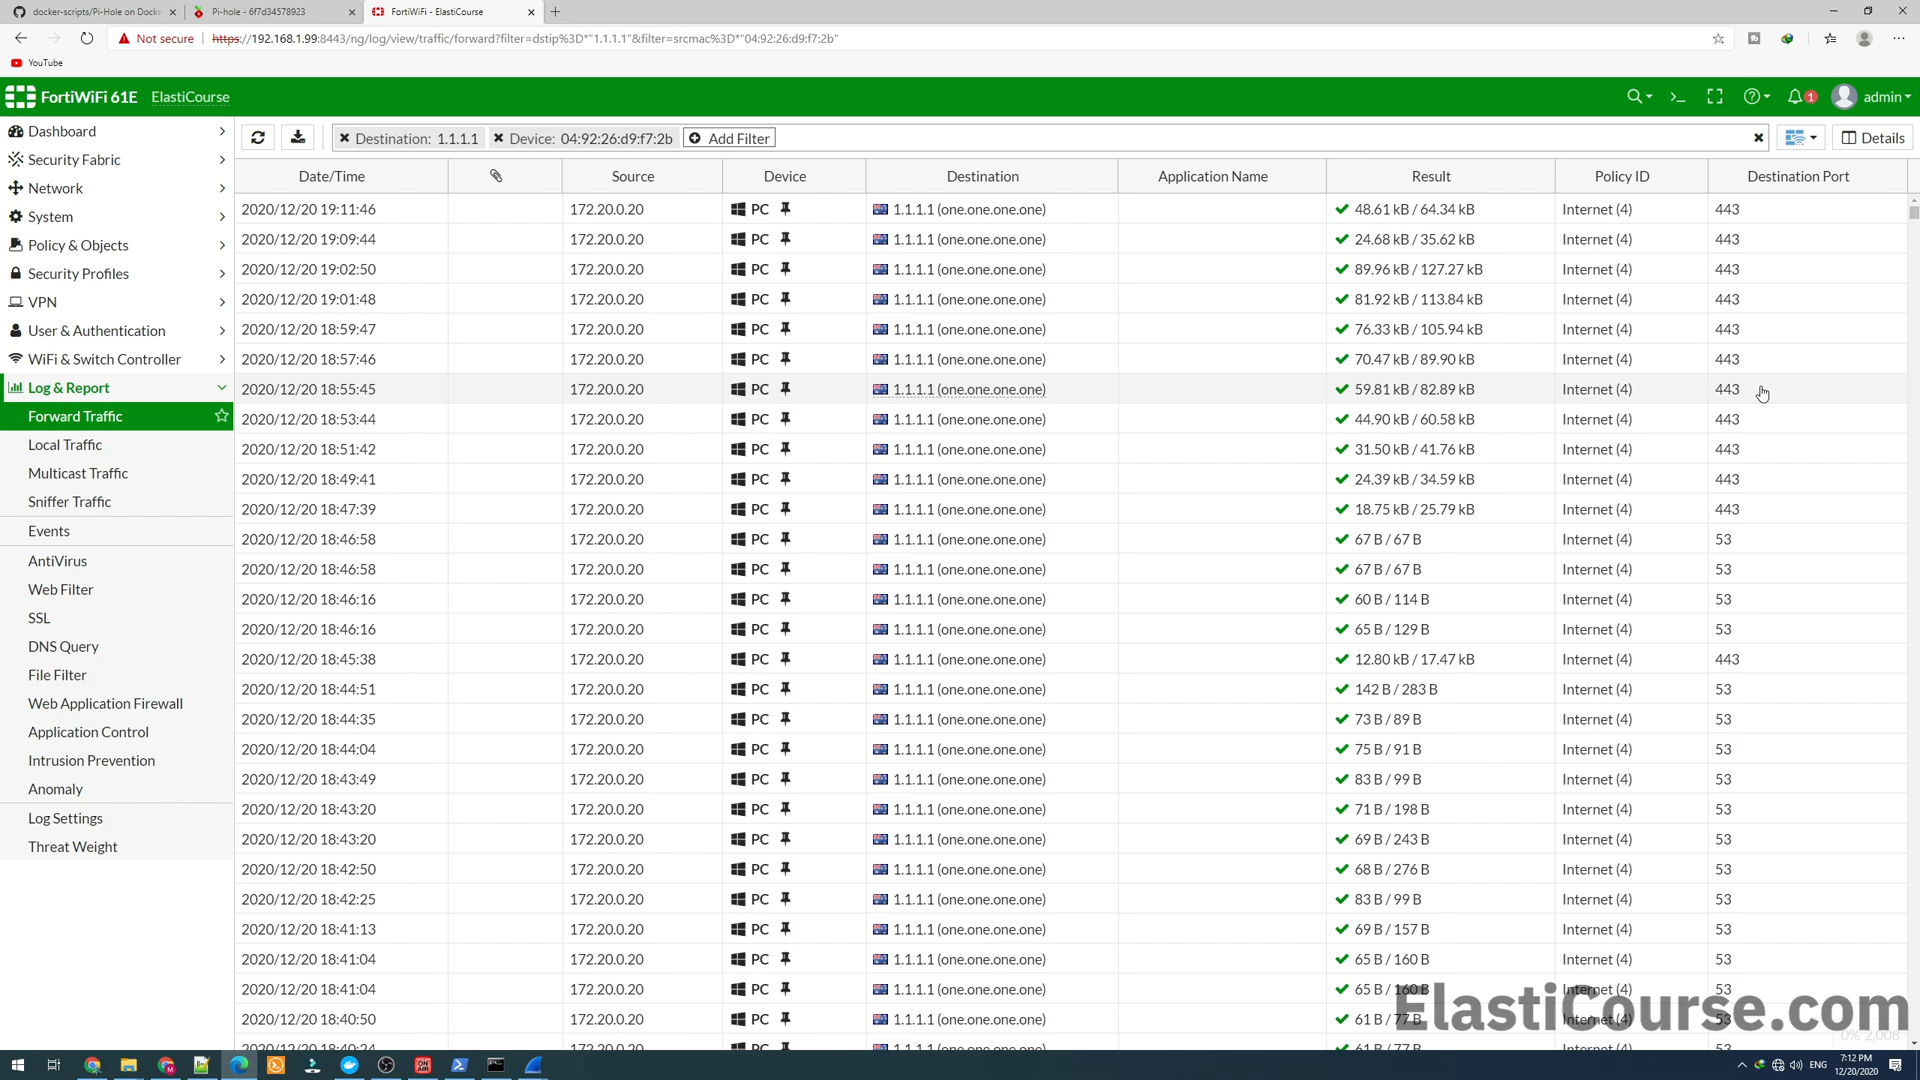 docker-scripts/Pi-Hole on Docke
Pi-hole - 6f7d34578923
FortiWiFi - ElastiCourse
Not secure
https://192.168.1.99:8443/ng/log/view/traffic/forward?filter=dstip%3D*"1.1.1.1"&filter=srcmac%3D*"04:92:26:d9:f7:2b"
YouTube
FortiWiFi 61E ElastiCourse
1
admin
Dashboard
Security Fabric
Network
System
Policy & Objects
Security Profiles
VPN
User & Authentication
WiFi & Switch Controller
Log & Report
Forward Traffic
Local Traffic
Multicast Traffic
Sniffer Traffic
Events
AntiVirus
Web Filter
SSL
DNS Query
File Filter
Web Application Firewall
Application Control
Intrusion Prevention
Anomaly
Log Settings
Threat Weight
Destination: 1.1.1.1 Device: 04:92:26:d9:f7:2b Add Filter
Details
Date/Time Source Device Destination Application Name Result Policy ID Destination Port
2020/12/20 19:11:46 172.20.0.20 PC 1.1.1.1 (one.one.one.one) 48.61 kB / 64.34 kB Internet (4) 443
2020/12/20 19:09:44 172.20.0.20 PC 1.1.1.1 (one.one.one.one) 24.68 kB / 35.62 kB Internet (4) 443
2020/12/20 19:02:50 172.20.0.20 PC 1.1.1.1 (one.one.one.one) 89.96 kB / 127.27 kB Internet (4) 443
2020/12/20 19:01:48 172.20.0.20 PC 1.1.1.1 (one.one.one.one) 81.92 kB / 113.84 kB Internet (4) 443
2020/12/20 18:59:47 172.20.0.20 PC 1.1.1.1 (one.one.one.one) 76.33 kB / 105.94 kB Internet (4) 443
2020/12/20 18:57:46 172.20.0.20 PC 1.1.1.1 (one.one.one.one) 70.47 kB / 89.90 kB Internet (4) 443
2020/12/20 18:55:45 172.20.0.20 PC 1.1.1.1 (one.one.one.one) 59.81 kB / 82.89 kB Internet (4) 443
2020/12/20 18:53:44 172.20.0.20 PC 1.1.1.1 (one.one.one.one) 44.90 kB / 60.58 kB Internet (4) 443
2020/12/20 18:51:42 172.20.0.20 PC 1.1.1.1 (one.one.one.one) 31.50 kB / 41.76 kB Internet (4) 443
2020/12/20 18:49:41 172.20.0.20 PC 1.1.1.1 (one.one.one.one) 24.39 kB / 34.59 kB Internet (4) 443
2020/12/20 18:47:39 172.20.0.20 PC 1.1.1.1 (one.one.one.one) 18.75 kB / 25.79 kB Internet (4) 443
2020/12/20 18:46:58 172.20.0.20 PC 1.1.1.1 (one.one.one.one) 67 B / 67 B Internet (4) 53
2020/12/20 18:46:58 172.20.0.20 PC 1.1.1.1 (one.one.one.one) 67 B / 67 B Internet (4) 53
2020/12/20 18:46:16 172.20.0.20 PC 1.1.1.1 (one.one.one.one) 60 B / 114 B Internet (4) 53
2020/12/20 18:46:16 172.20.0.20 PC 1.1.1.1 (one.one.one.one) 65 B / 129 B Internet (4) 53
2020/12/20 18:45:38 172.20.0.20 PC 1.1.1.1 (one.one.one.one) 12.80 kB / 17.47 kB Internet (4) 443
2020/12/20 18:44:51 172.20.0.20 PC 1.1.1.1 (one.one.one.one) 142 B / 283 B Internet (4) 53
2020/12/20 18:44:35 172.20.0.20 PC 1.1.1.1 (one.one.one.one) 73 B / 89 B Internet (4) 53
2020/12/20 18:44:04 172.20.0.20 PC 1.1.1.1 (one.one.one.one) 75 B / 91 B Internet (4) 53
2020/12/20 18:43:49 172.20.0.20 PC 1.1.1.1 (one.one.one.one) 83 B / 99 B Internet (4) 53
2020/12/20 18:43:20 172.20.0.20 PC 1.1.1.1 (one.one.one.one) 71 B / 198 B Internet (4) 53
2020/12/20 18:43:20 172.20.0.20 PC 1.1.1.1 (one.one.one.one) 69 B / 243 B Internet (4) 53
2020/12/20 18:42:50 172.20.0.20 PC 1.1.1.1 (one.one.one.one) 68 B / 276 B Internet (4) 53
2020/12/20 18:42:25 172.20.0.20 PC 1.1.1.1 (one.one.one.one) 83 B / 99 B Internet (4) 53
2020/12/20 18:41:13 172.20.0.20 PC 1.1.1.1 (one.one.one.one) 69 B / 157 B Internet (4) 53
2020/12/20 18:41:04 172.20.0.20 PC 1.1.1.1 (one.one.one.one) 65 B / 160 B Internet (4) 53
2020/12/20 18:41:04 172.20.0.20 PC 1.1.1.1 (one.one.one.one) 65 B / 160 B Internet (4) 53
2020/12/20 18:40:50 172.20.0.20 PC 1.1.1.1 (one.one.one.one) 61 B / 77 B Internet (4) 53
2020/12/20 18:40:24 172.20.0.20 PC 1.1.1.1 (one.one.one.one) 61 B / 77 B Internet (4) 53
ElastiCourse.com
0% 2,008
ENG
7:12 PM
12/20/2020